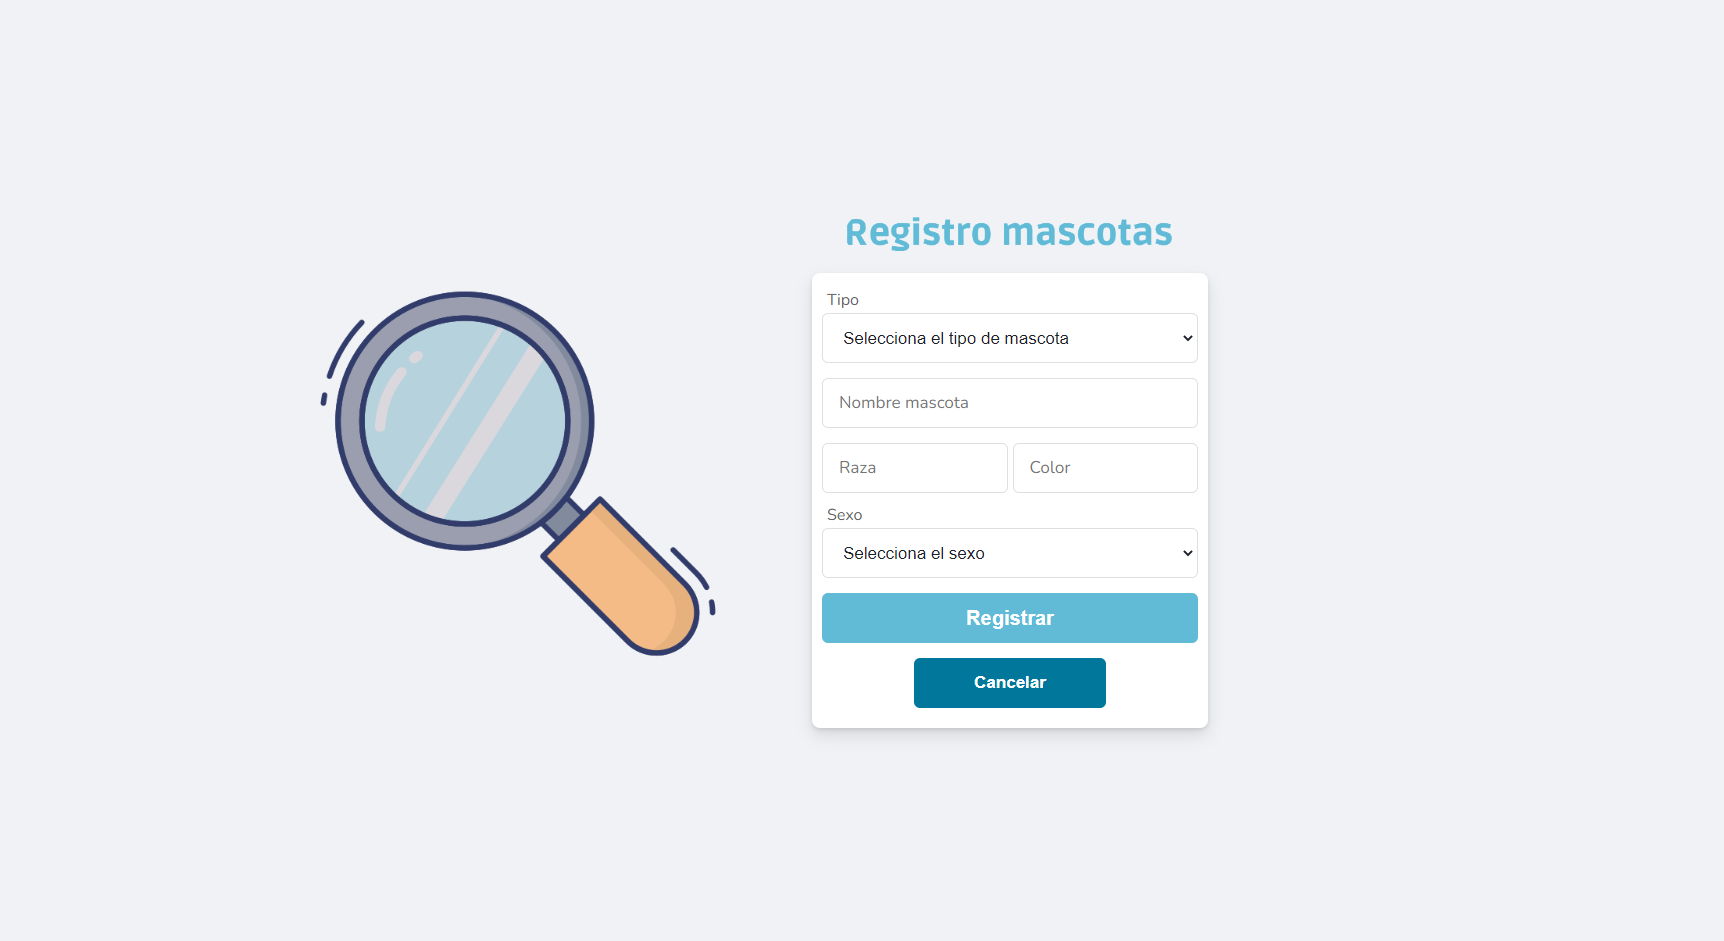 Registro mascotas
Tipo
Selecciona el tipo de mascota
Nombre mascota
Raza Color
Sexo
Selecciona el sexo
Registrar
Cancelar